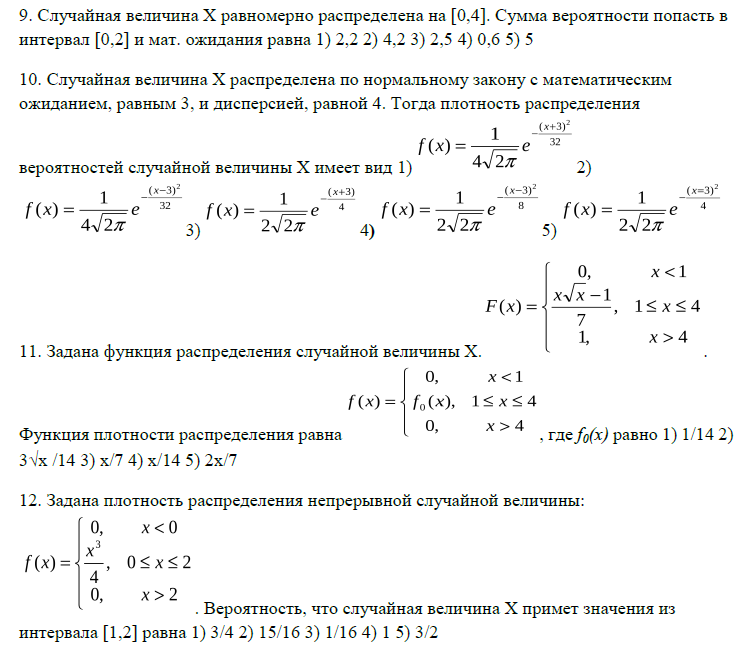 9. Случайная величина X равномерно распределена на [0,4]. Сумма вероятности попасть в
интервал [0,2] и мат. ожидания равна 1) 2,2 2) 4,2 3) 2,5 4) 0,6 5) 5
10. Случайная величина X распределена по нормальному закону с математическим
ожиданием, равным 3, и дисперсией, равной 4. Тогда плотность распределения
вероятностей случайной величины X имеет вид 1) f(x) = 1/(4√2π) e^(−(x+3)²/32) 2)
f(x) = 1/(4√2π) e^(−(x−3)²/32) 3) f(x) = 1/(2√2π) e^(−(x+3)/4) 4) f(x) = 1/(2√2π) e^(−(x−3)²/8) 5) f(x) = 1/(2√2π) e^(−(x=3)²/4)
11. Задана функция распределения случайной величины X. F(x) = { 0, x < 1; (x√x − 1)/7, 1 ≤ x ≤ 4; 1, x > 4 .
Функция плотности распределения равна f(x) = { 0, x < 1; f₀(x), 1 ≤ x ≤ 4; 0, x > 4 , где f₀(x) равно 1) 1/14 2)
3√x /14 3) x/7 4) x/14 5) 2x/7
12. Задана плотность распределения непрерывной случайной величины:
f(x) = { 0, x < 0; x³/4, 0 ≤ x ≤ 2; 0, x > 2 . Вероятность, что случайная величина X примет значения из
интервала [1,2] равна 1) 3/4 2) 15/16 3) 1/16 4) 1 5) 3/2